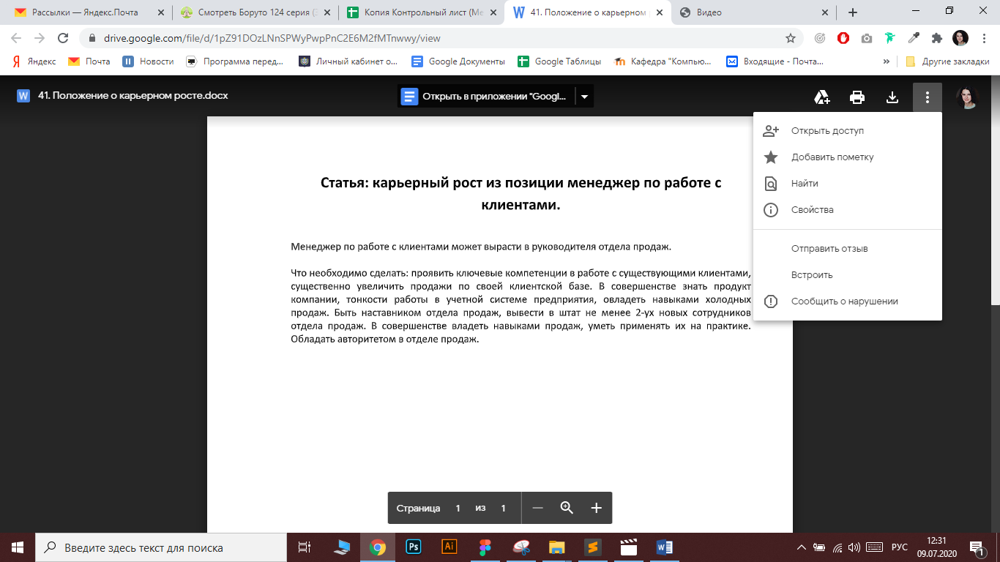 Рассылки — Яндекс.Почта
Смотреть Боруто 124 серия (
Копия Контрольный лист (Ме
41. Положение о карьерном
Видео
drive.google.com/file/d/1pZ91DOzLNnSPWyPwpPnC2E6M2fMTnwwy/view
Яндекс
Почта
Новости
Программа перед...
Личный кабинет о...
Google Документы
Google Таблицы
Кафедра "Компью...
Входящие - Почта...
»
Другие закладки
41. Положение о карьерном росте.docx
Открыть в приложении "Googl...
Открыть доступ
Добавить пометку
Найти
Свойства
Отправить отзыв
Встроить
Сообщить о нарушении
Статья: карьерный рост из позиции менеджер по работе с
клиентами.
Менеджер по работе с клиентами может вырасти в руководителя отдела продаж.
Что необходимо сделать: проявить ключевые компетенции в работе с существующими клиентами,
существенно увеличить продажи по своей клиентской базе. В совершенстве знать продукт
компании, тонкости работы в учетной системе предприятия, овладеть навыками холодных
продаж. Быть наставником отдела продаж, вывести в штат не менее 2-ух новых сотрудников
отдела продаж. В совершенстве владеть навыками продаж, уметь применять их на практике.
Обладать авторитетом в отделе продаж.
Страница 1 из 1
Введите здесь текст для поиска
Ps
Ai
РУС
12:31
09.07.2020
1